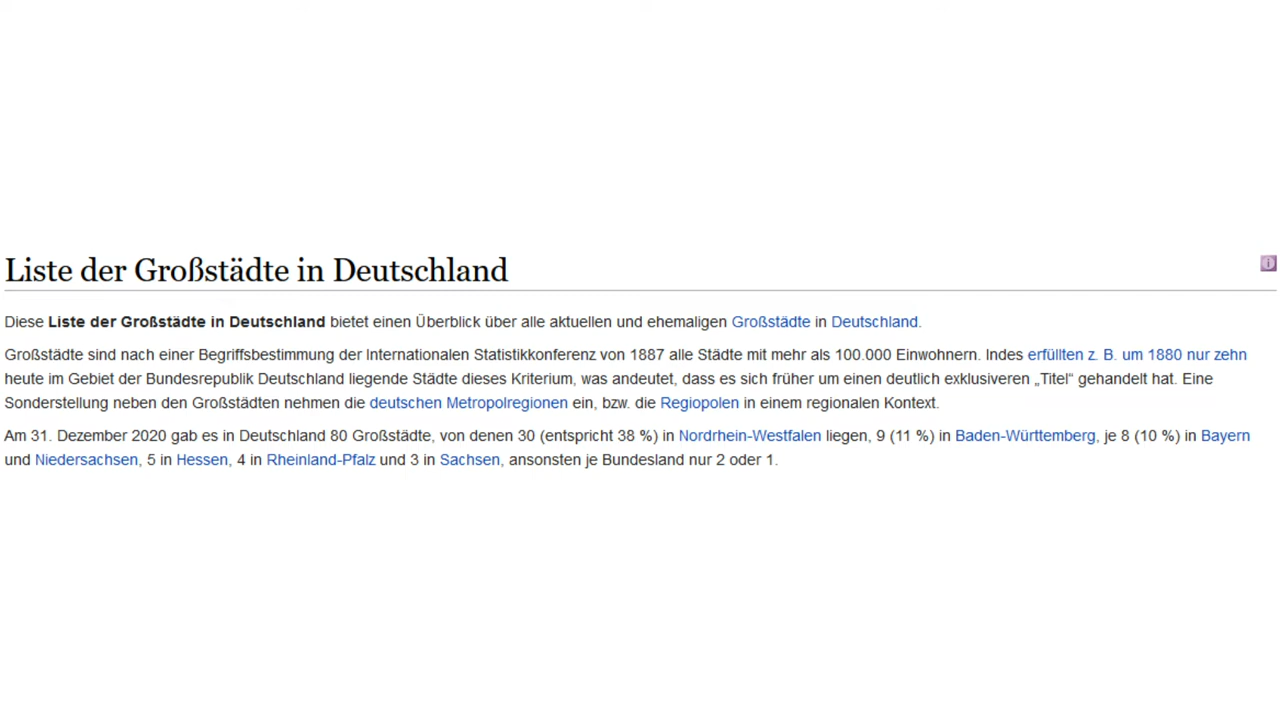 Liste der Großstädte in Deutschland
Diese Liste der Großstädte in Deutschland bietet einen Überblick über alle aktuellen und ehemaligen Großstädte in Deutschland.
Großstädte sind nach einer Begriffsbestimmung der Internationalen Statistikkonferenz von 1887 alle Städte mit mehr als 100.000 Einwohnern. Indes erfüllten z. B. um 1880 nur zehn
heute im Gebiet der Bundesrepublik Deutschland liegende Städte dieses Kriterium, was andeutet, dass es sich früher um einen deutlich exklusiveren „Titel“ gehandelt hat. Eine
Sonderstellung neben den Großstädten nehmen die deutschen Metropolregionen ein, bzw. die Regiopolen in einem regionalen Kontext.
Am 31. Dezember 2020 gab es in Deutschland 80 Großstädte, von denen 30 (entspricht 38 %) in Nordrhein-Westfalen liegen, 9 (11 %) in Baden-Württemberg, je 8 (10 %) in Bayern
und Niedersachsen, 5 in Hessen, 4 in Rheinland-Pfalz und 3 in Sachsen, ansonsten je Bundesland nur 2 oder 1.